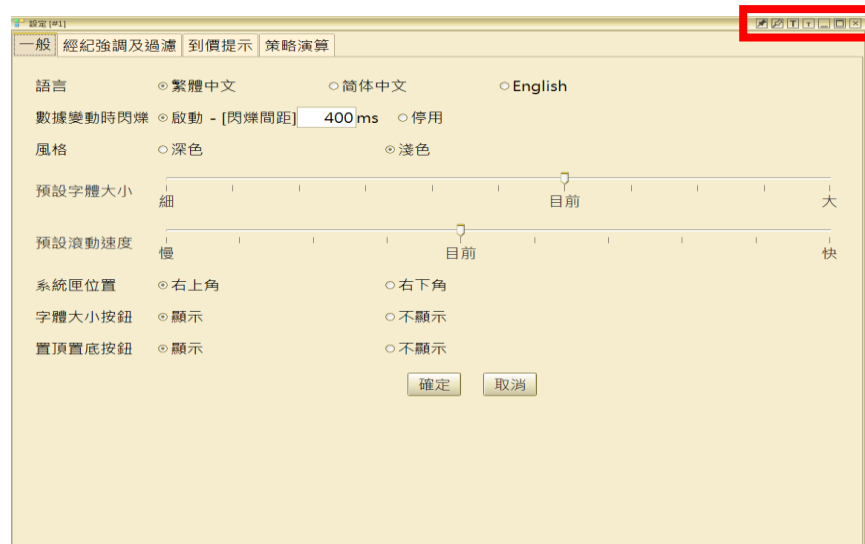 設定 [#1]
一般 經紀強調及過濾 到價提示 策略演算
語言 繁體中文 简体中文 English
數據變動時閃爍 啟動 - [閃爍間距] 400 ms 停用
風格 深色 淺色
預設字體大小
細 目前 大
預設滾動速度
慢 目前 快
系統匣位置 右上角 右下角
字體大小按鈕 顯示 不顯示
置頂置底按鈕 顯示 不顯示
確定 取消